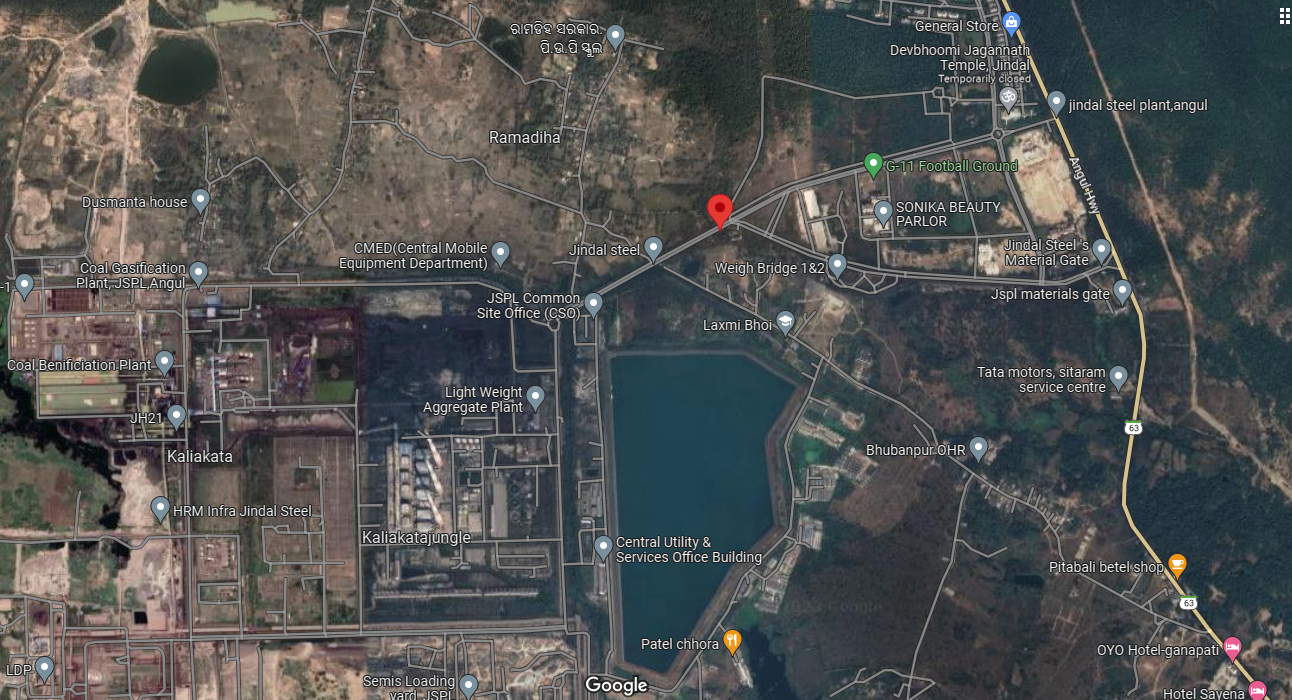 General Store
ରାମଡିହ ସରକାରୀ
ପି.ଉ.ପି ସ୍କୁଲ
Devbhoomi Jagannath
Temple, Jindal
Temporarily closed
jindal steel plant,angul
Ramadiha
G-11 Football Ground
Angul Hwy
Dusmanta house
SONIKA BEAUTY
PARLOR
CMED(Central Mobile
Equipment Department)
Jindal steel
Jindal Steel 's
Material Gate
Coal Gasification
Plant, JSPL,Angul
Weigh Bridge 1&2
-1
JSPL Common
Site Office (CSO)
Jspl materials gate
Laxmi Bhoi
Coal Benificiation Plant
Tata motors, sitaram
service centre
Light Weight
Aggregate Plant
JH21
63
Kaliakata
Bhubanpur OHR
HRM Infra Jindal Steel
Kaliakatajungle
Central Utility &
Services Office Building
Pitabali betel shop
63
Patel chhora
OYO Hotel-ganapati
LDP
Semis Loading
yard, JSPL
Google
Hotel Sayena